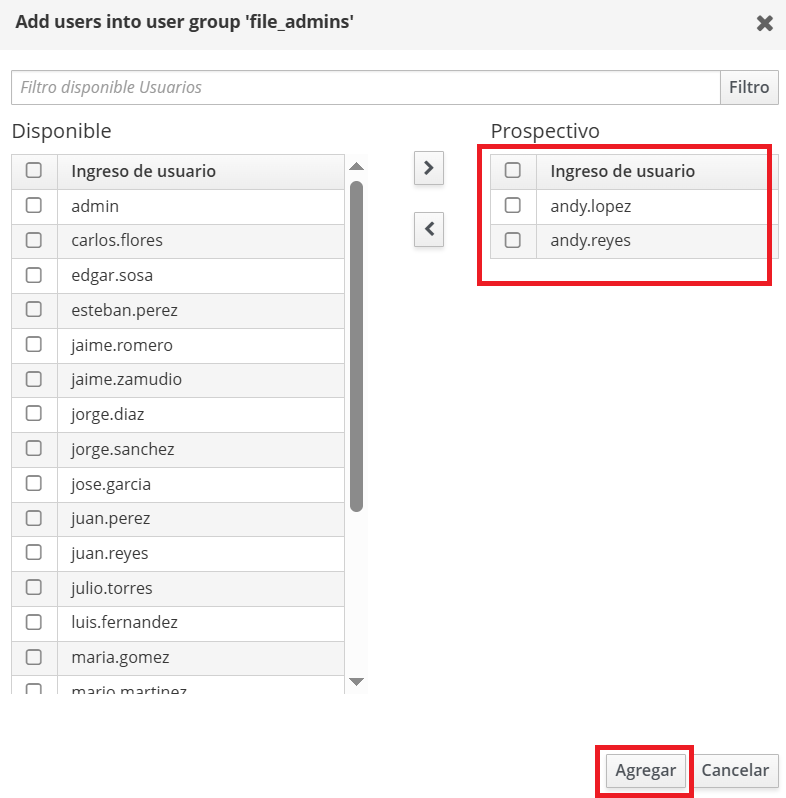 Add users into user group 'file_admins'
Filtro disponible Usuarios
Filtro
Disponible
Ingreso de usuario
admin
carlos.flores
edgar.sosa
esteban.perez
jaime.romero
jaime.zamudio
jorge.diaz
jorge.sanchez
jose.garcia
juan.perez
juan.reyes
julio.torres
luis.fernandez
maria.gomez
mario.martinez
Prospectivo
Ingreso de usuario
andy.lopez
andy.reyes
Agregar
Cancelar